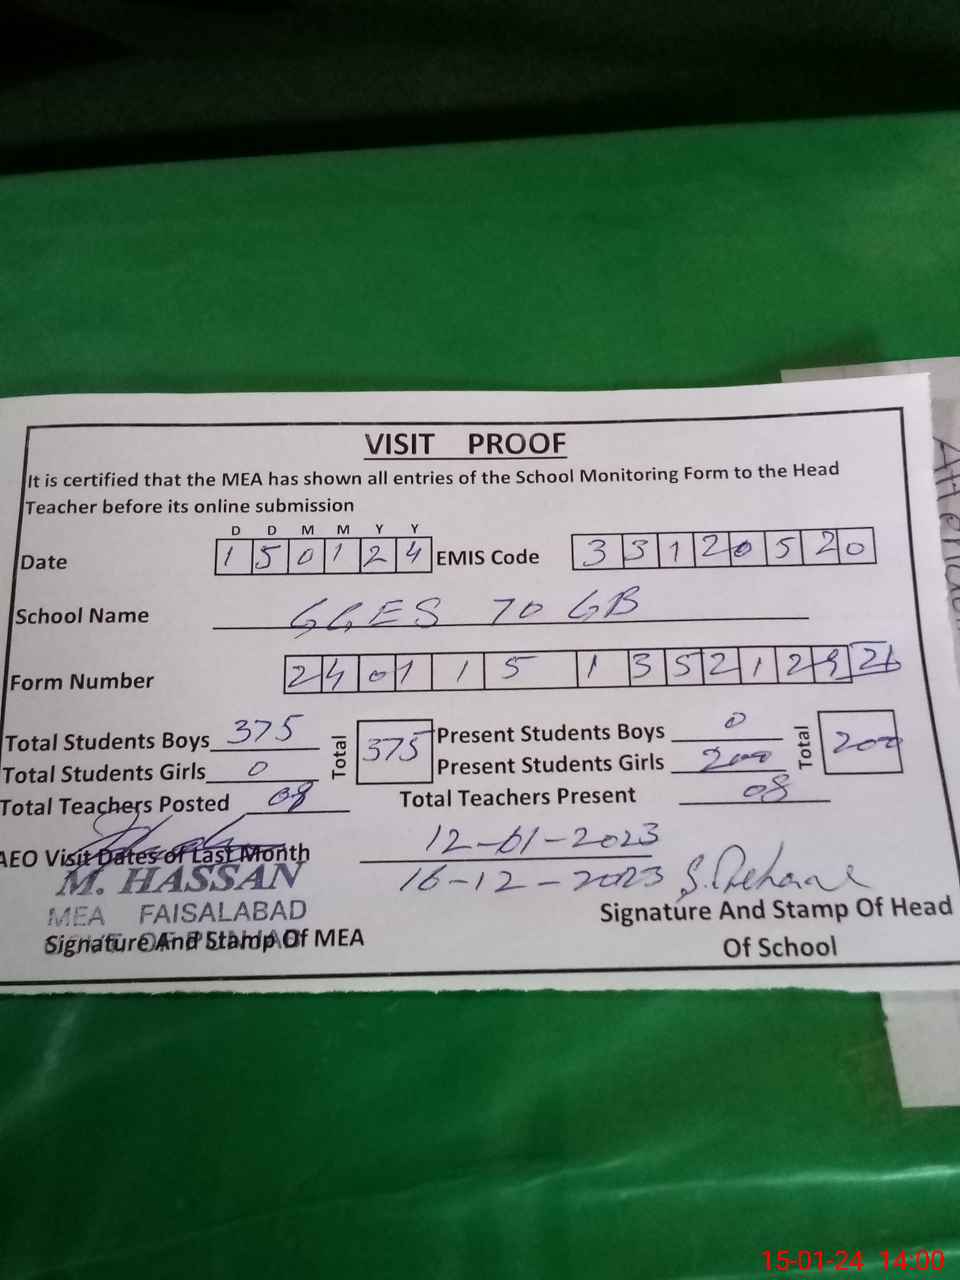 VISIT PROOF
It is certified that the MEA has shown all entries of the School Monitoring Form to the Head
Teacher before its online submission
D D M M Y Y
Date 1 5 0 1 2 4 EMIS Code 3 3 1 2 0 5 2 0
School Name GGES 70 GB
Form Number 2 4 0 1 1 5 1 3 5 2 1 2 9 26
Total Students Boys 375 Total 375 Present Students Boys 0 Total 200
Total Students Girls 0 Present Students Girls 200
Total Teachers Posted 08 Total Teachers Present 08
AEO Visit Dates of Last Month 12-01-2023
16-12-2023
M. HASSAN
MEA FAISALABAD
Signature And Stamp Of MEA
Signature And Stamp Of Head
Of School
15-01-24 14:00